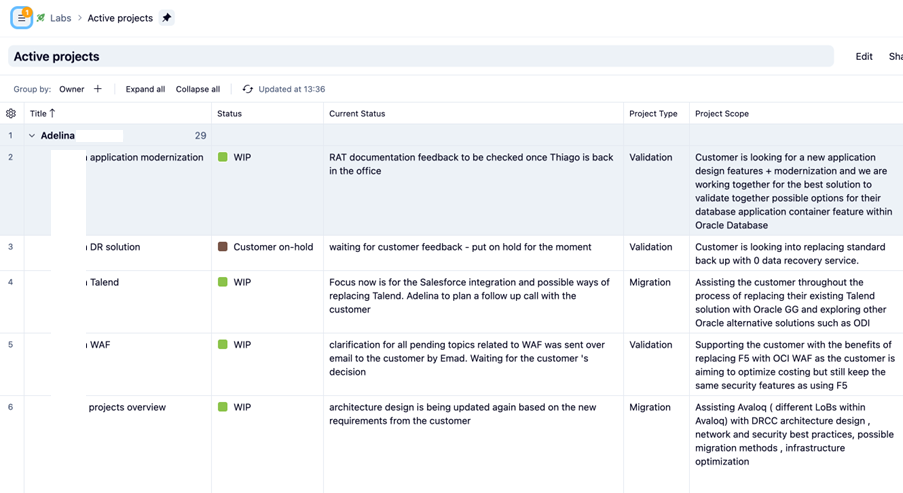 1
Labs > Active projects
Active projects
Edit
Group by: Owner + Expand all Collapse all Updated at 13:36
Title ↑ Status Current Status Project Type Project Scope
1 Adelina 29
2 application modernization WIP RAT documentation feedback to be checked once Thiago is back Validation Customer is looking for a new application
in the office design features + modernization and we are
working together for the best solution to
validate together possible options for their
database application container feature within
Oracle Database
3 DR solution Customer on-hold waiting for customer feedback - put on hold for the moment Validation Customer is looking into replacing standard
back up with 0 data recovery service.
4 Talend WIP Focus now is for the Salesforce integration and possible ways of Migration Assisting the customer throughout the
replacing Talend. Adelina to plan a follow up call with the process of replacing their existing Talend
customer solution with Oracle GG and exploring other
Oracle alternative solutions such as ODI
5 WAF WIP clarification for all pending topics related to WAF was sent over Validation Supporting the customer with the benefits of
email to the customer by Emad. Waiting for the customer 's replacing F5 with OCI WAF as the customer is
decision aiming to optimize costing but still keep the
same security features as using F5
6 projects overview WIP architecture design is being updated again based on the new Migration Assisting Avaloq ( different LoBs within
requirements from the customer Avaloq) with DRCC architecture design ,
network and security best practices, possible
migration methods , infrastructure
optimization